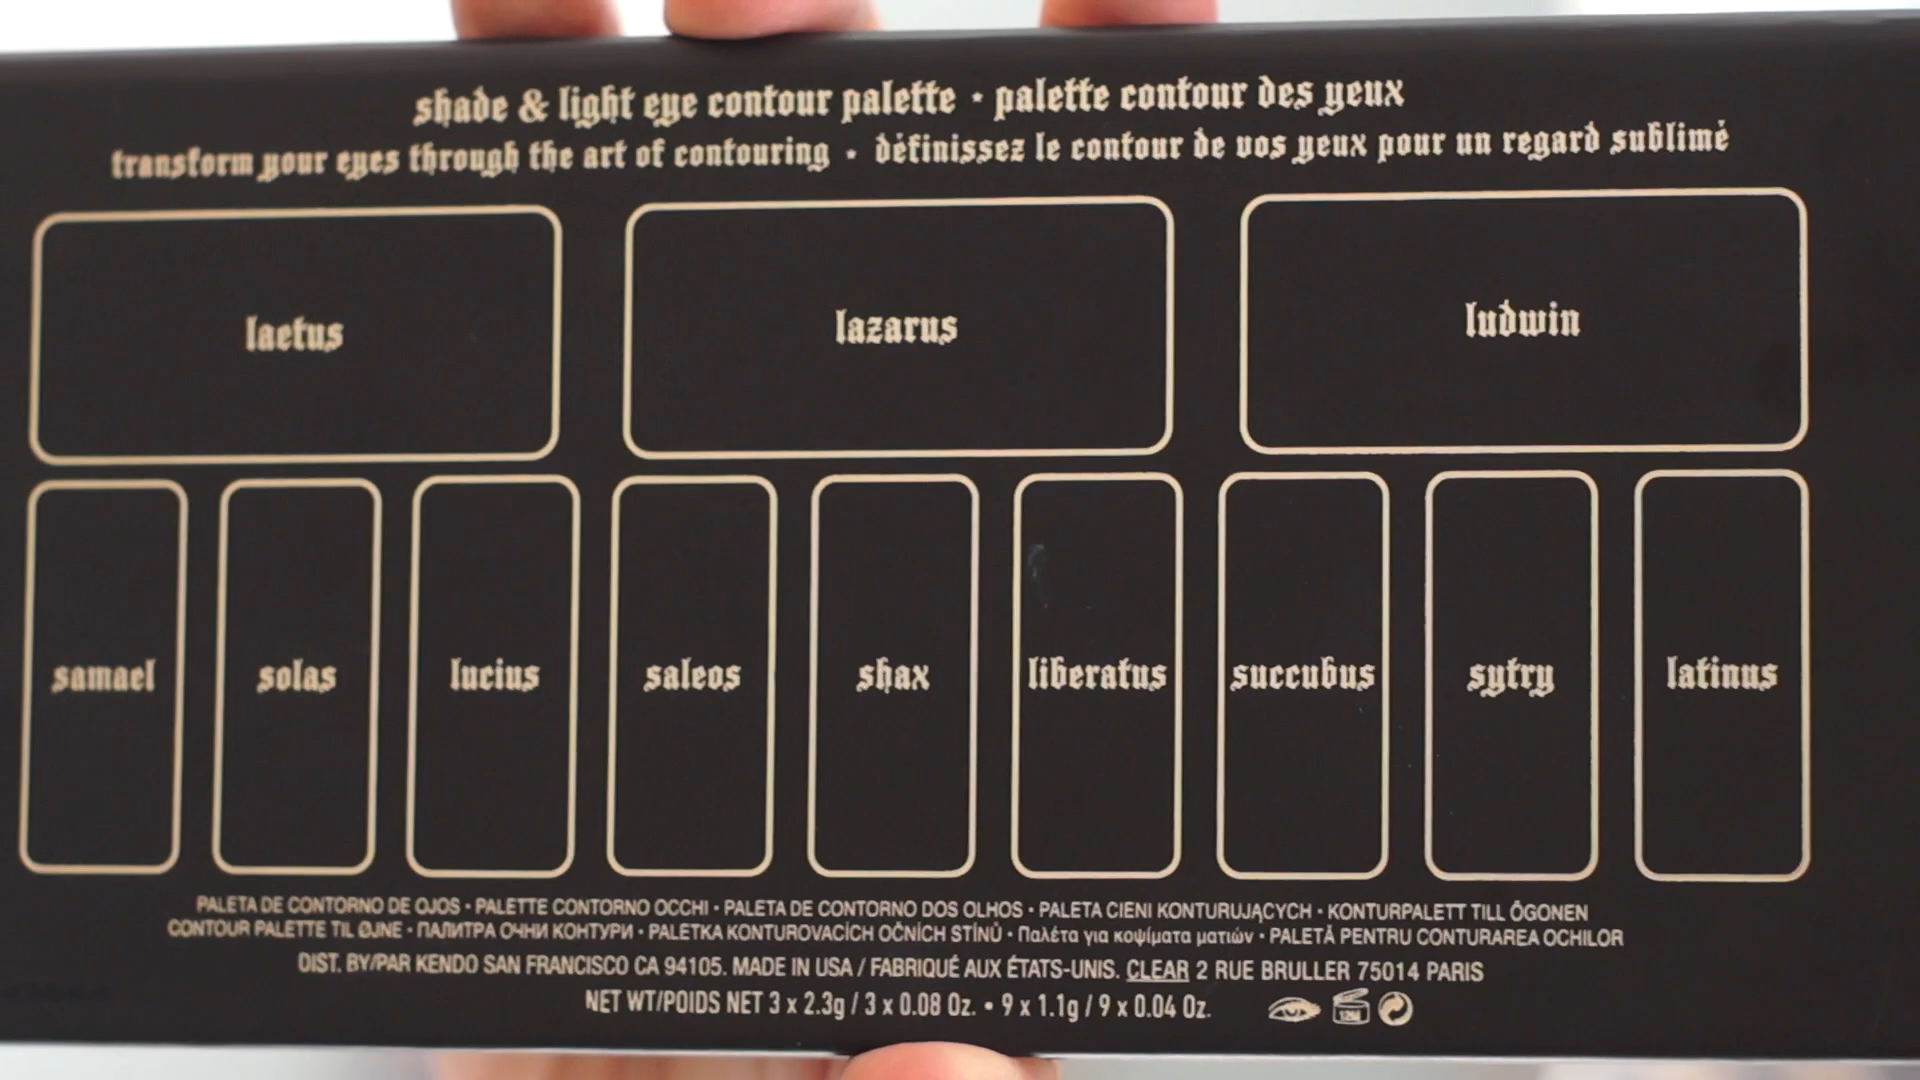 shade & light eye contour palette • palette contour des yeux
transform your eyes through the art of contouring • définissez le contour de vos yeux pour un regard sublimé
laetus
lazarus
ludwin
samael
solas
lucius
saleos
shax
liberatus
succubus
sytry
latinus
PALETA DE CONTORNO DE OJOS • PALETTE CONTORNO OCCHI • PALETA DE CONTORNO DOS OLHOS • PALETA CIENI KONTURUJĄCYCH • KONTURPALETT TILL ÖGONEN
CONTOUR PALETTE TIL ØJNE • ПАЛИТРА ОЧНИ КОНТУРИ • PALETKA KONTUROVACÍCH OČNÍCH STÍNŮ • Παλέτα για κοψίματα ματιών • PALETĂ PENTRU CONTURAREA OCHILOR
DIST. BY/PAR KENDO SAN FRANCISCO CA 94105. MADE IN USA / FABRIQUÉ AUX ÉTATS-UNIS. CLEAR 2 RUE BRULLER 75014 PARIS
NET WT/POIDS NET 3 x 2.3g / 3 x 0.08 Oz. • 9 x 1.1g / 9 x 0.04 Oz.
12M